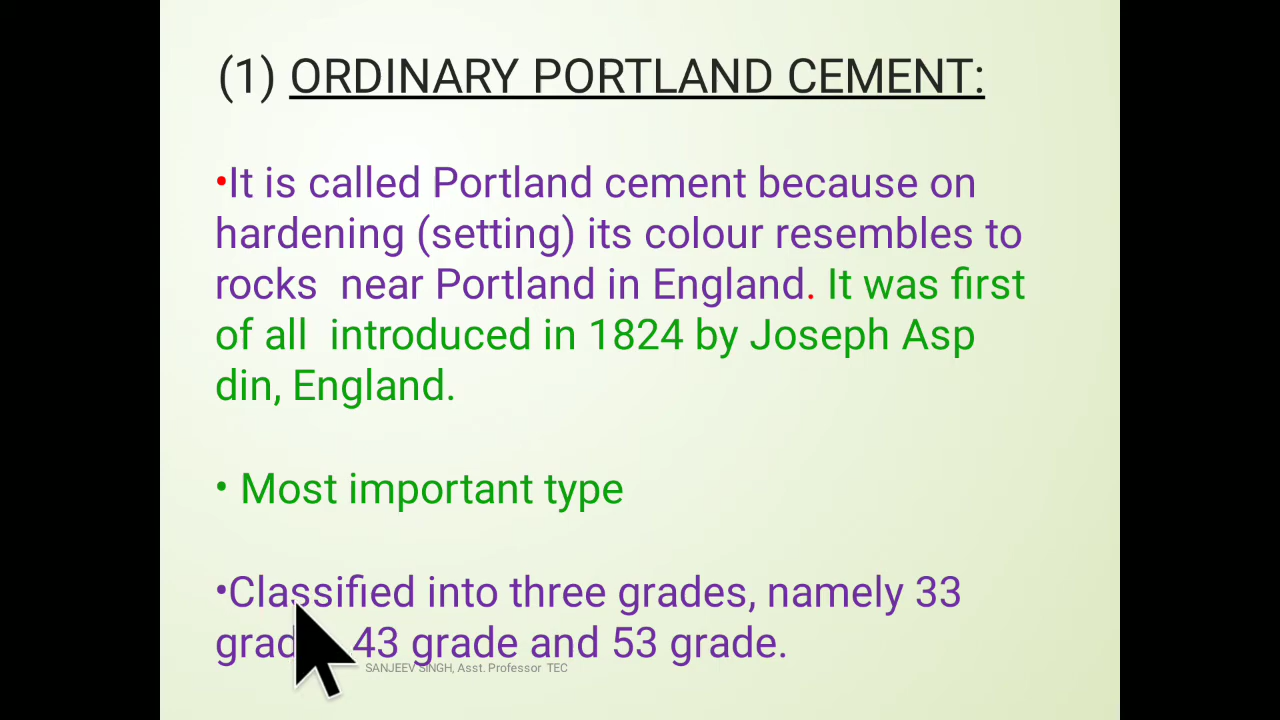 (1) ORDINARY PORTLAND CEMENT:
•It is called Portland cement because on
hardening (setting) its colour resembles to
rocks near Portland in England. It was first
of all introduced in 1824 by Joseph Asp
din, England.
• Most important type
•Classified into three grades, namely 33
grad 43 grade and 53 grade.
SANJEEV SINGH, Asst. Professor TEC